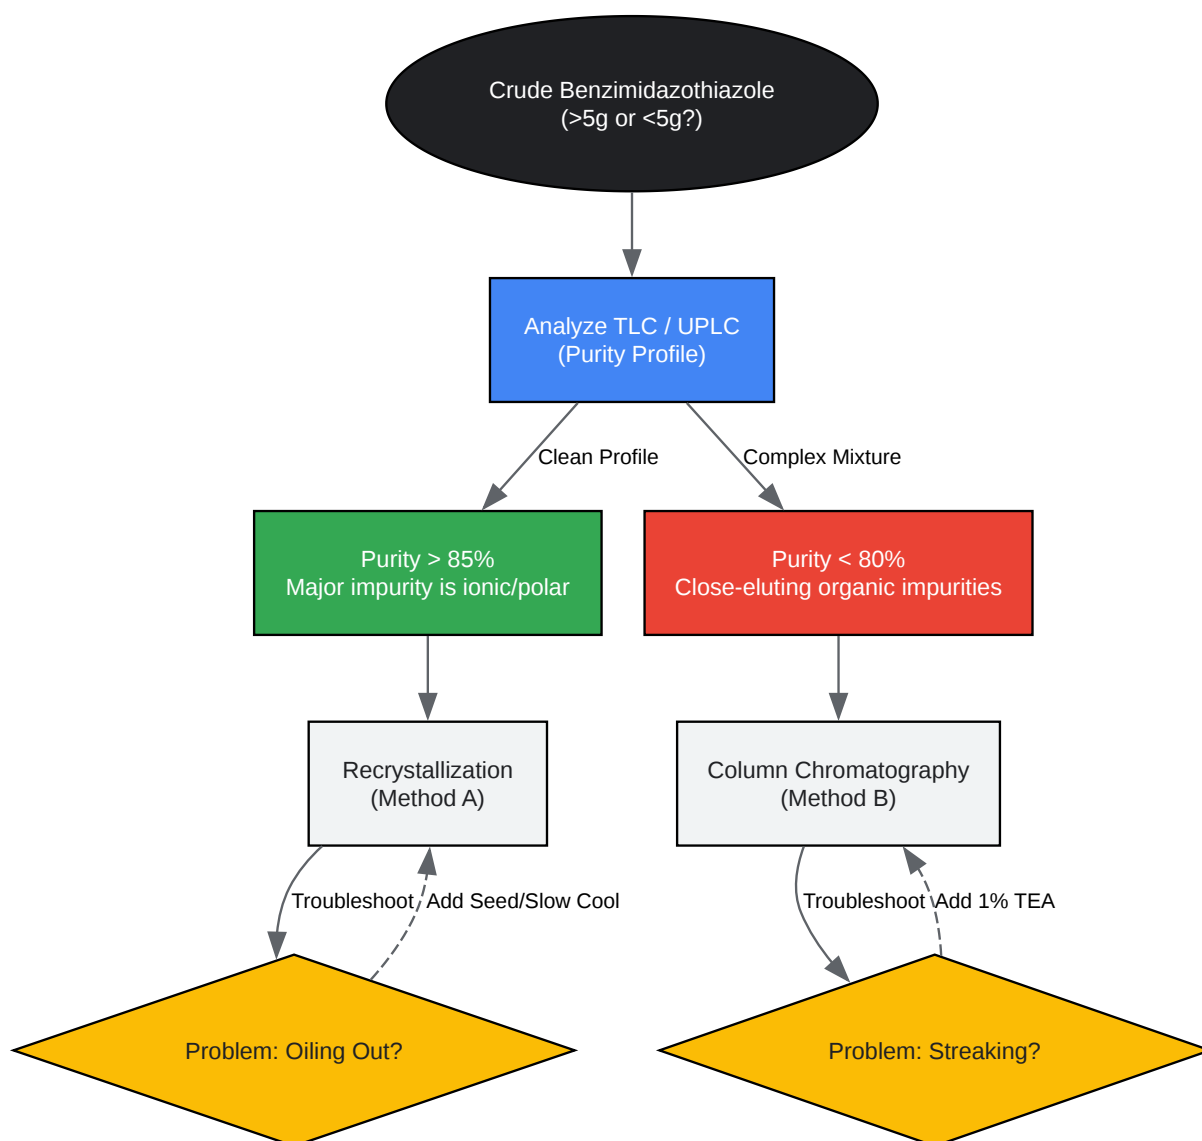 Crude Benzimidazothiazole
(>5g or <5g?)
Analyze TLC / UPLC
(Purity Profile)
Clean Profile
Complex Mixture
Purity > 85%
Major impurity is ionic/polar
Purity < 80%
Close-eluting organic impurities
Recrystallization
(Method A)
Column Chromatography
(Method B)
Troubleshoot
Add Seed/Slow Cool
Troubleshoot
Add 1% TEA
Problem: Oiling Out?
Problem: Streaking?